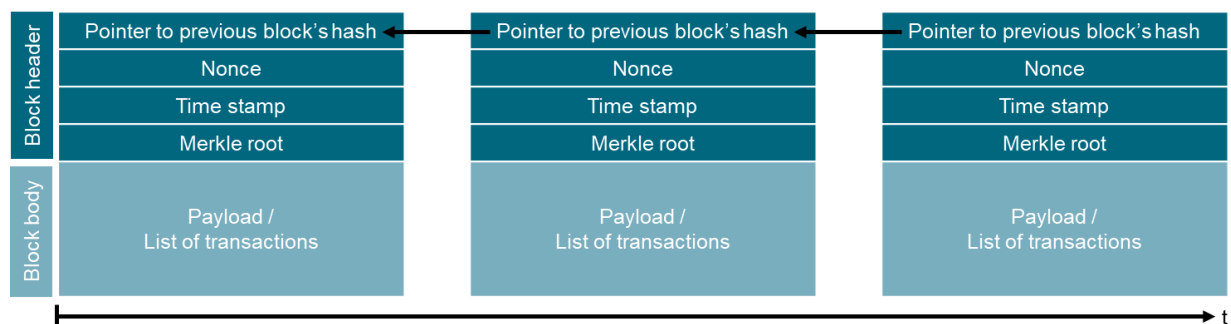 Block header
Pointer to previous block's hash
Nonce
Time stamp
Merkle root
Pointer to previous block's hash
Nonce
Time stamp
Merkle root
Pointer to previous block's hash
Nonce
Time stamp
Merkle root
Block body
Payload /
List of transactions
Payload /
List of transactions
Payload /
List of transactions
t